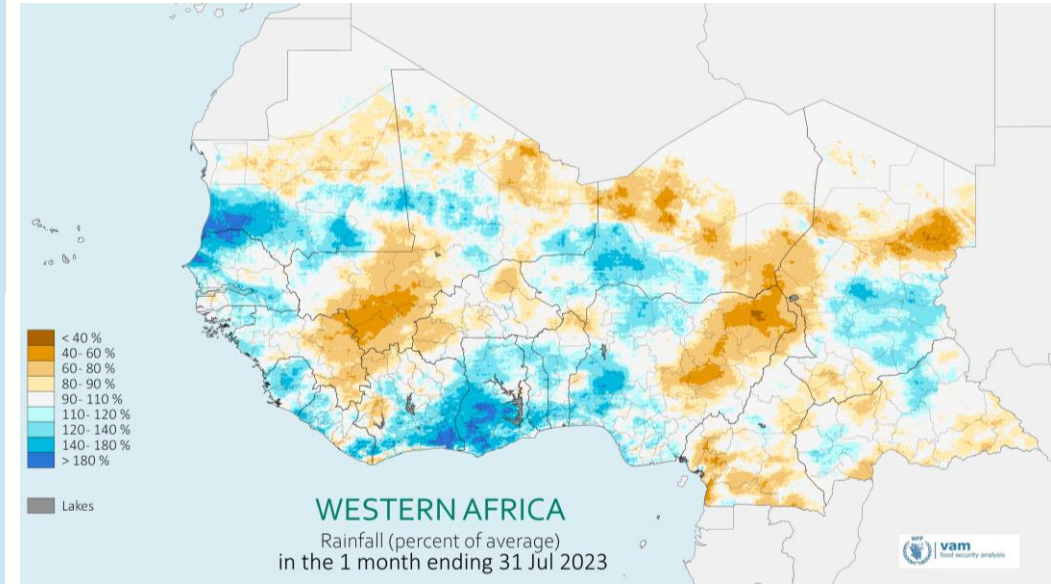 < 40 %
40- 60 %
60- 80 %
80- 90 %
90- 110 %
110- 120 %
120- 140 %
140- 180 %
> 180 %
Lakes
WESTERN AFRICA
Rainfall (percent of average)
in the 1 month ending 31 Jul 2023
WFP
vam
food security analysis